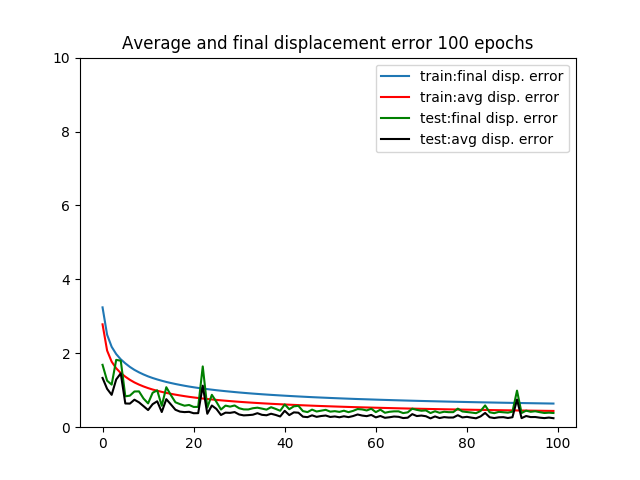 Average and final displacement error 100 epochs
10
8
6
4
2
0
train:final disp. error
train:avg disp. error
test:final disp. error
test:avg disp. error
0 20 40 60 80 100